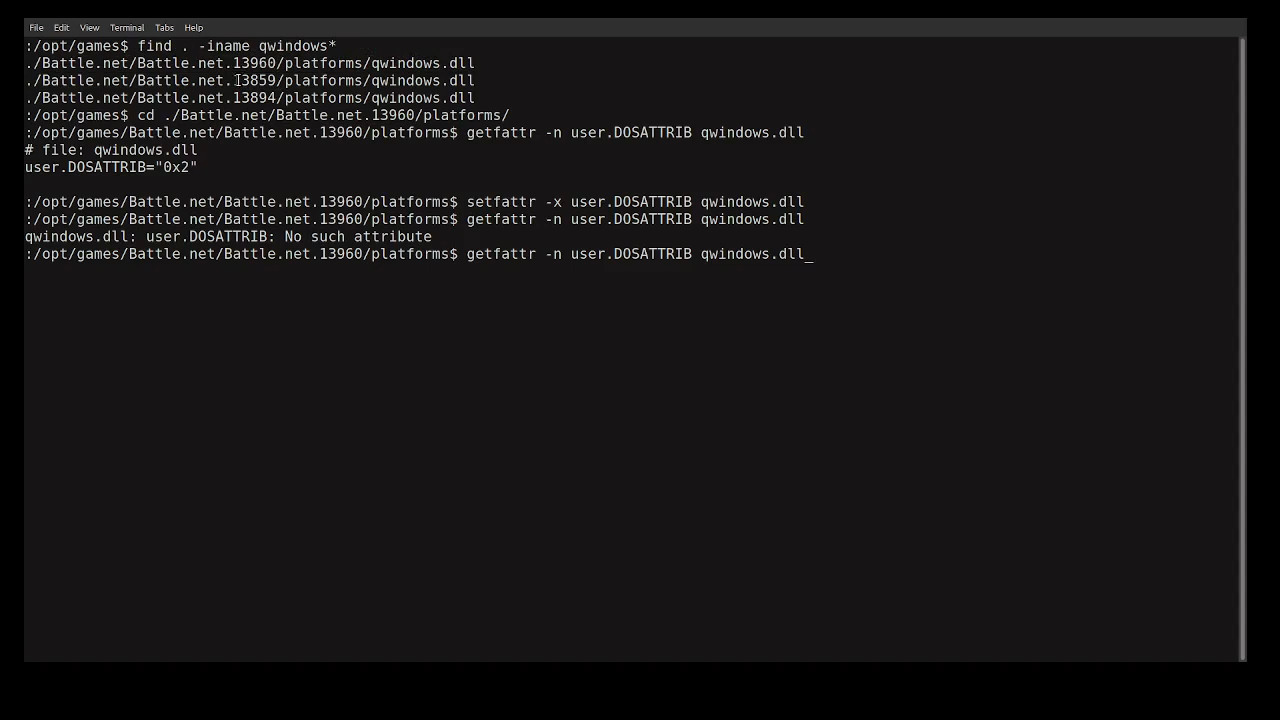 File Edit View Terminal Tabs Help
:/opt/games$ find . -iname qwindows*
./Battle.net/Battle.net.13960/platforms/qwindows.dll
./Battle.net/Battle.net.13859/platforms/qwindows.dll
./Battle.net/Battle.net.13894/platforms/qwindows.dll
:/opt/games$ cd ./Battle.net/Battle.net.13960/platforms/
:/opt/games/Battle.net/Battle.net.13960/platforms$ getfattr -n user.DOSATTRIB qwindows.dll
# file: qwindows.dll
user.DOSATTRIB="0x2"
:/opt/games/Battle.net/Battle.net.13960/platforms$ setfattr -x user.DOSATTRIB qwindows.dll
:/opt/games/Battle.net/Battle.net.13960/platforms$ getfattr -n user.DOSATTRIB qwindows.dll
qwindows.dll: user.DOSATTRIB: No such attribute
:/opt/games/Battle.net/Battle.net.13960/platforms$ getfattr -n user.DOSATTRIB qwindows.dll_